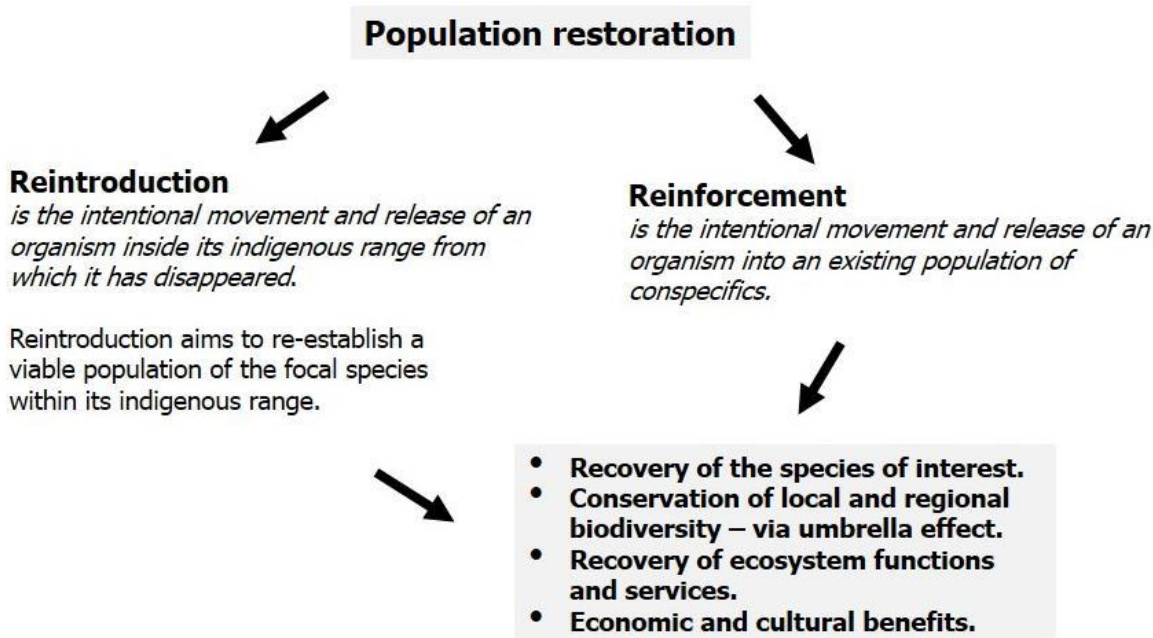 Population restoration
Reintroduction
is the intentional movement and release of an
organism inside its indigenous range from
which it has disappeared.
Reintroduction aims to re-establish a
viable population of the focal species
within its indigenous range.
Reinforcement
is the intentional movement and release of an
organism into an existing population of
conspecifics.
• Recovery of the species of interest.
• Conservation of local and regional
biodiversity – via umbrella effect.
• Recovery of ecosystem functions
and services.
• Economic and cultural benefits.